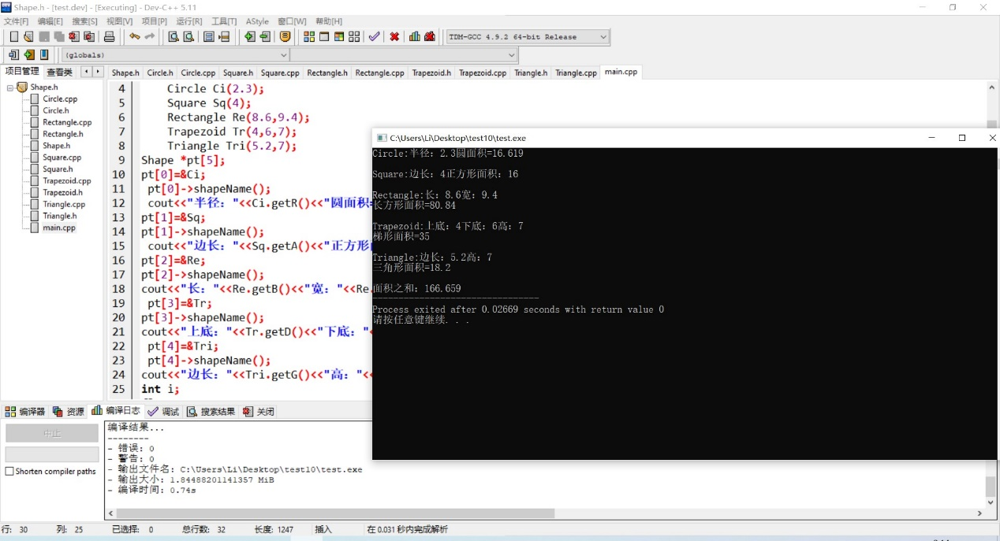 Shape.h - [test.dev] - [Executing] - Dev-C++ 5.11
文件[F] 编辑[E] 搜索[S] 视图[V] 项目[P] 运行[R] 工具[T] AStyle 窗口[W] 帮助[H]
TDM-GCC 4.9.2 64-bit Release
(globals)
项目管理 查看类
Shape.h Circle.h Circle.cpp Square.h Square.cpp Rectangle.h Rectangle.cpp Trapezoid.h Trapezoid.cpp Triangle.h Triangle.cpp main.cpp
Shape.h
Circle.cpp
Circle.h
Rectangle.cpp
Rectangle.h
Shape.h
Square.cpp
Square.h
Trapezoid.cpp
Trapezoid.h
Triangle.cpp
Triangle.h
main.cpp
4 Circle Ci(2.3);
5 Square Sq(4);
6 Rectangle Re(8.6,9.4);
7 Trapezoid Tr(4,6,7);
8 Triangle Tri(5.2,7);
9 Shape *pt[5];
10 pt[0]=&Ci;
11 pt[0]->shapeName();
12 cout<<"半径: "<<Ci.getR()<<"圆面积=
13 pt[1]=&Sq;
14 pt[1]->shapeName();
15 cout<<"边长: "<<Sq.getA()<<"正方形
16 pt[2]=&Re;
17 pt[2]->shapeName();
18 cout<<"长: "<<Re.getB()<<"宽: "<<Re.
19 pt[3]=&Tr;
20 pt[3]->shapeName();
21 cout<<"上底: "<<Tr.getD()<<"下底: "<
22 pt[4]=&Tri;
23 pt[4]->shapeName();
24 cout<<"边长: "<<Tri.getG()<<"高: "<<
25 int i;
C:\Users\Li\Desktop\test10\test.exe
Circle:半径: 2.3圆面积=16.619
Square:边长: 4正方形面积: 16
Rectangle:长: 8.6宽: 9.4
长方形面积=80.84
Trapezoid:上底: 4下底: 6高: 7
梯形面积=35
Triangle:边长: 5.2高: 7
三角形面积=18.2
面积之和: 166.659
--------------------------------
Process exited after 0.02669 seconds with return value 0
请按任意键继续. . .
编译器 资源 编译日志 调试 搜索结果 关闭
中止
Shorten compiler paths
编译结果...
--------
- 错误: 0
- 警告: 0
- 输出文件名: C:\Users\Li\Desktop\test10\test.exe
- 输出大小: 1.84488201141357 MiB
- 编译时间: 0.74s
行: 30 列: 25 已选择: 0 总行数: 32 长度: 1247 插入 在 0.031 秒内完成解析